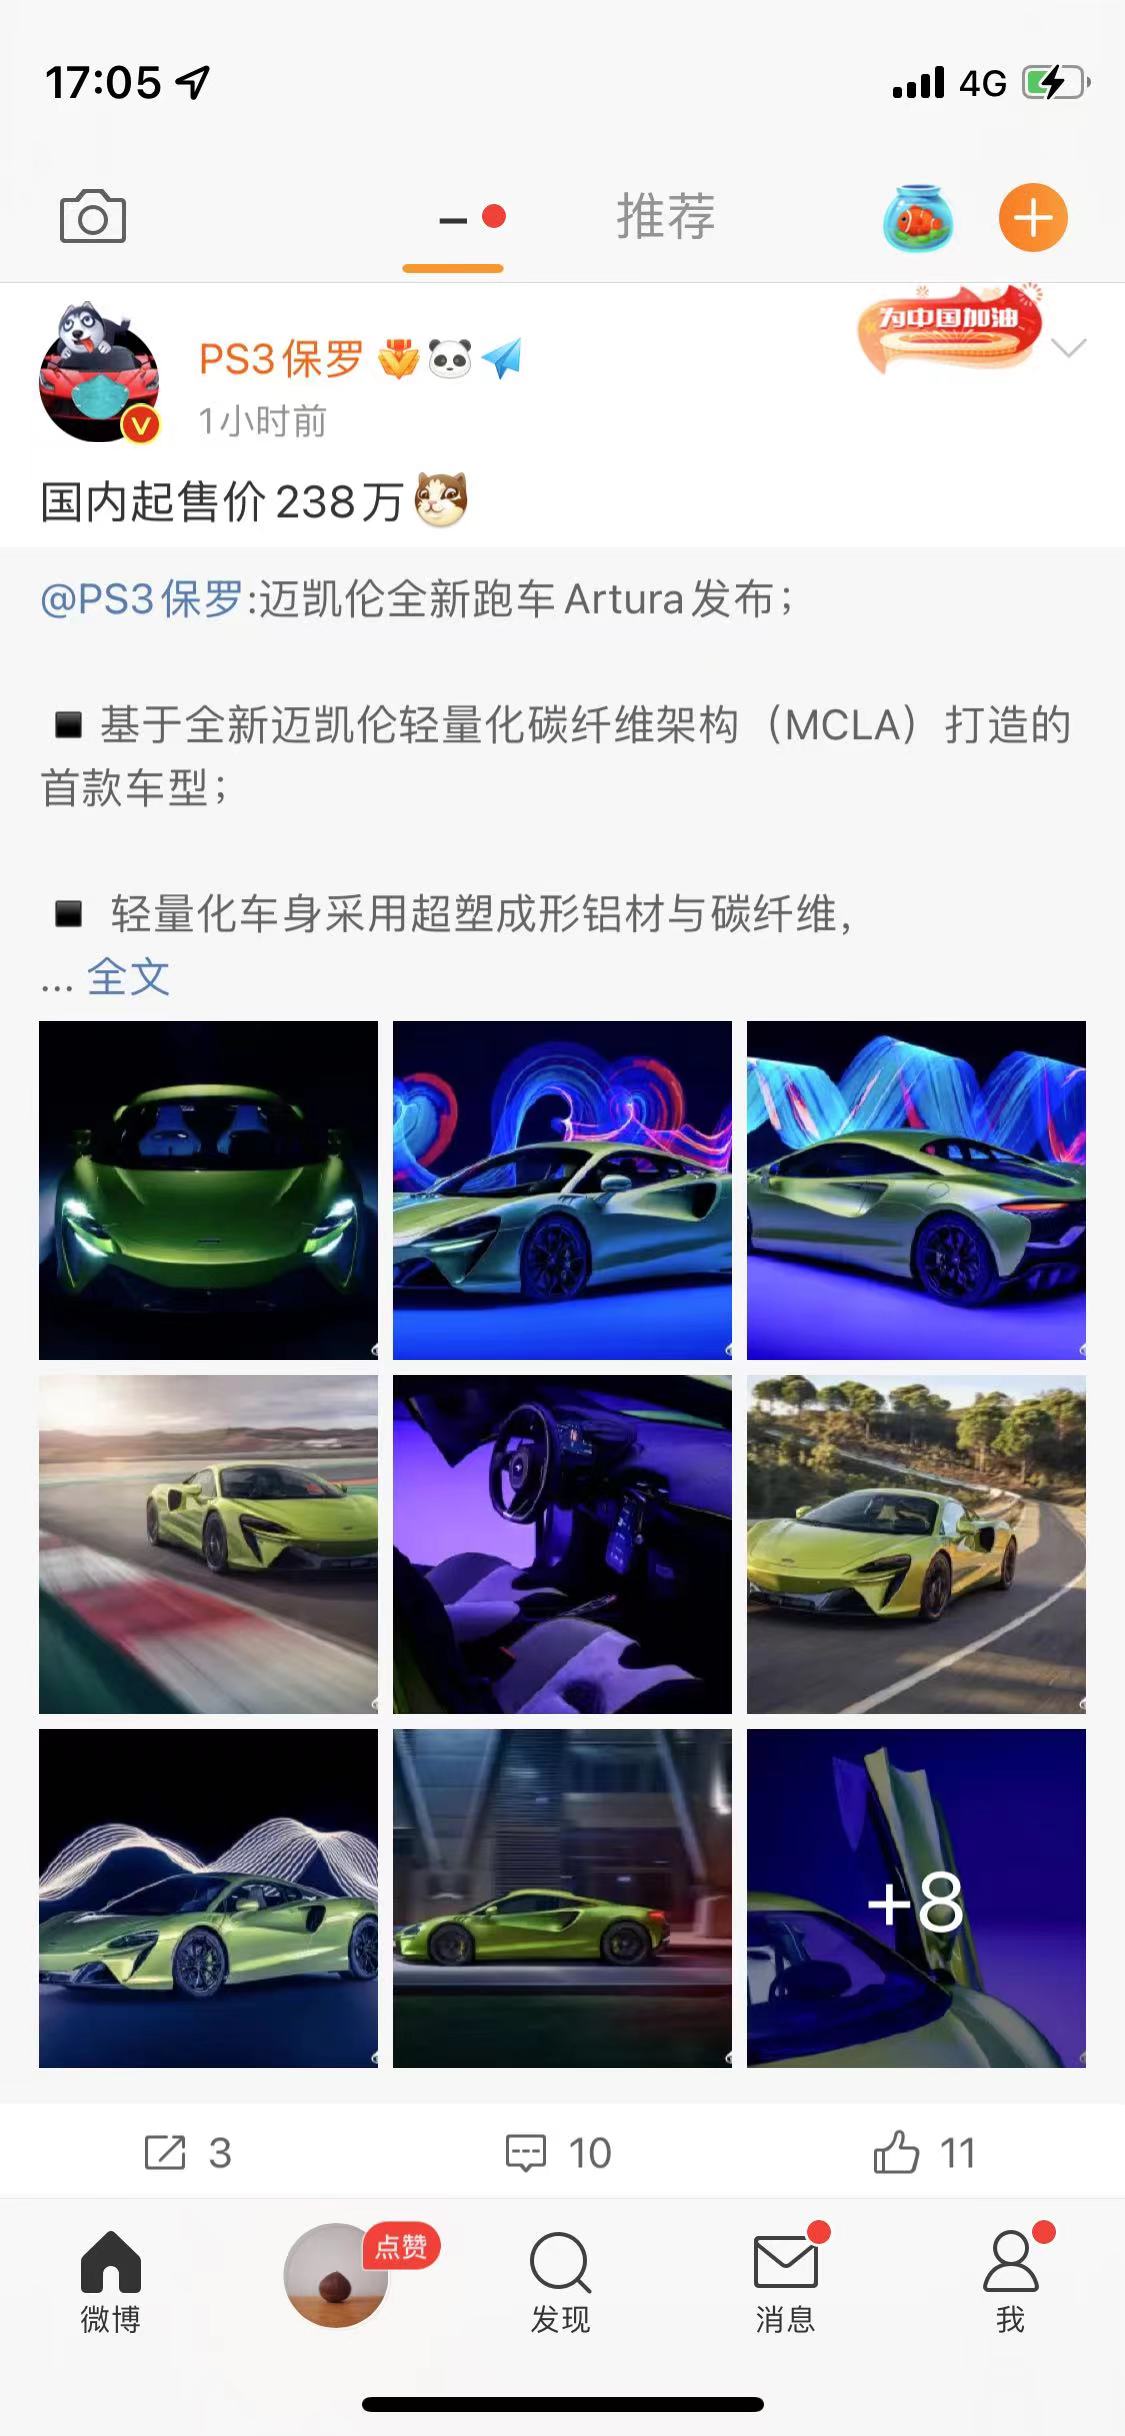 17:05
4G
推荐
为中国加油
PS3保罗
1小时前
国内起售价238万
@PS3保罗:迈凯伦全新跑车Artura发布；
■ 基于全新迈凯伦轻量化碳纤维架构（MCLA）打造的
首款车型；
■ 轻量化车身采用超塑成形铝材与碳纤维，
... 全文
+8
3
10
11
点赞
微博
发现
消息
我